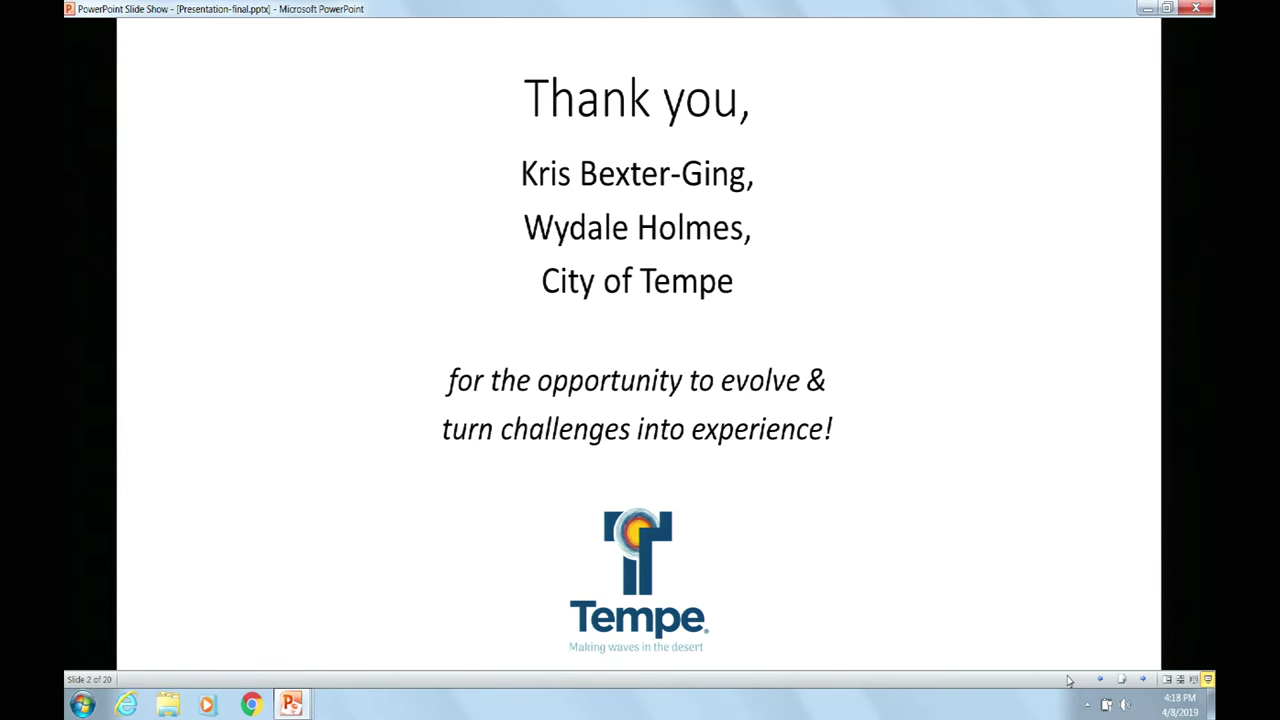 PowerPoint Slide Show - [Presentation-final.pptx] - Microsoft PowerPoint
Thank you,
Kris Bexter-Ging,
Wydale Holmes,
City of Tempe
for the opportunity to evolve &
turn challenges into experience!
Tempe®
Making waves in the desert
Slide 2 of 20
4:18 PM
4/8/2019